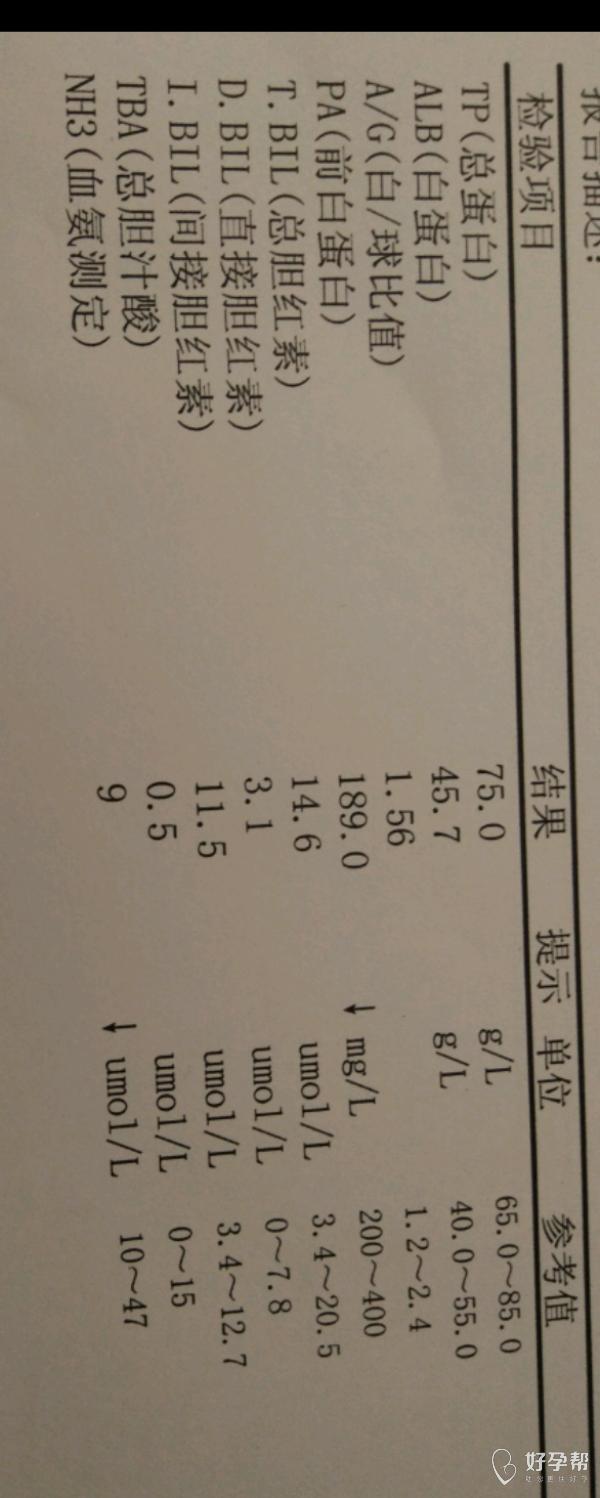 报告描述：
检验项目 结果 提示 单位 参考值
TP(总蛋白) 75.0 g/L 65.0～85.0
ALB(白蛋白) 45.7 g/L 40.0～55.0
A/G(白/球比值) 1.56 1.2～2.4
PA(前白蛋白) 189.0 ↓ mg/L 200～400
T.BIL(总胆红素) 14.6 umol/L 3.4～20.5
D.BIL(直接胆红素) 3.1 umol/L 0～7.8
I.BIL(间接胆红素) 11.5 umol/L 3.4～12.7
TBA(总胆汁酸) 0.5 umol/L 0～15
NH3(血氨测定) 9 ↓ umol/L 10～47
好孕帮